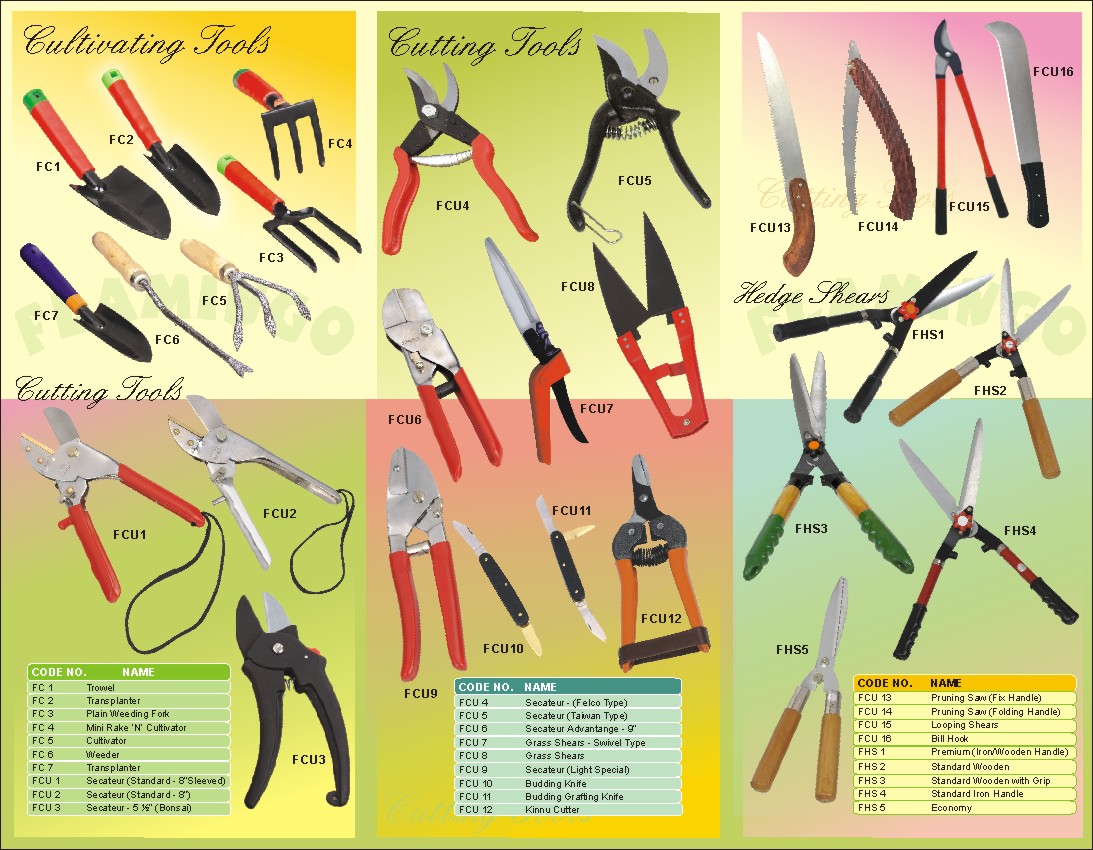 Cultivating Tools
FC1
FC2
FC4
FC3
FC7
FC6
FC5
FLAMINGO
Cutting Tools
FCU1
FCU2
FCU3
CODE NO. NAME
FC 1 Trowel
FC 2 Transplanter
FC 3 Plain Weeding Fork
FC 4 Mini Rake 'N' Cultivator
FC 5 Cultivator
FC 6 Weeder
FC 7 Transplanter
FCU 1 Secateur (Standard - 8"Sleeved)
FCU 2 Secateur (Standard - 8")
FCU 3 Secateur - 5 ½" (Bonsai)
Cutting Tools
FCU4
FCU5
FCU8
FCU6
FCU7
FCU9
FCU10
FCU11
FCU12
CODE NO. NAME
FCU 4 Secateur - (Felco Type)
FCU 5 Secateur (Taiwan Type)
FCU 6 Secateur Advantange - 9"
FCU 7 Grass Shears - Swivel Type
FCU 8 Grass Shears
FCU 9 Secateur (Light Special)
FCU 10 Budding Knife
FCU 11 Budding Grafting Knife
FCU 12 Kinnu Cutter
Cutting Tools
FCU16
Cutting Tools
FCU13
FCU14
FCU15
Hedge Shears
FLAMINGO
FHS1
FHS2
FHS3
FHS4
FHS5
CODE NO. NAME
FCU 13 Pruning Saw (Fix Handle)
FCU 14 Pruning Saw (Folding Handle)
FCU 15 Looping Shears
FCU 16 Bill Hook
FHS 1 Premium (Iron/Wooden Handle)
FHS 2 Standard Wooden
FHS 3 Standard Wooden with Grip
FHS 4 Standard Iron Handle
FHS 5 Economy